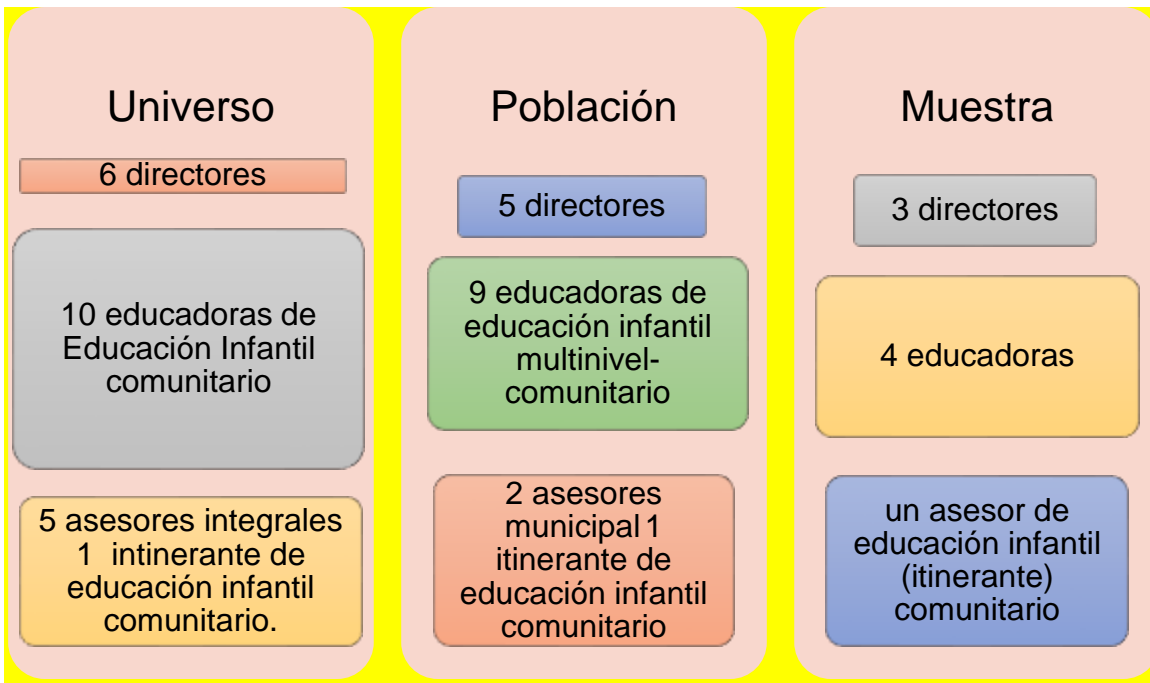 Universo
6 directores
10 educadoras de
Educación Infantil
comunitario
5 asesores integrales
1 intinerante de
educación infantil
comunitario.
Población
5 directores
9 educadoras de
educación infantil
multinivel-
comunitario
2 asesores
municipal 1
itinerante de
educación infantil
comunitario
Muestra
3 directores
4 educadoras
un asesor de
educación infantil
(itinerante)
comunitario